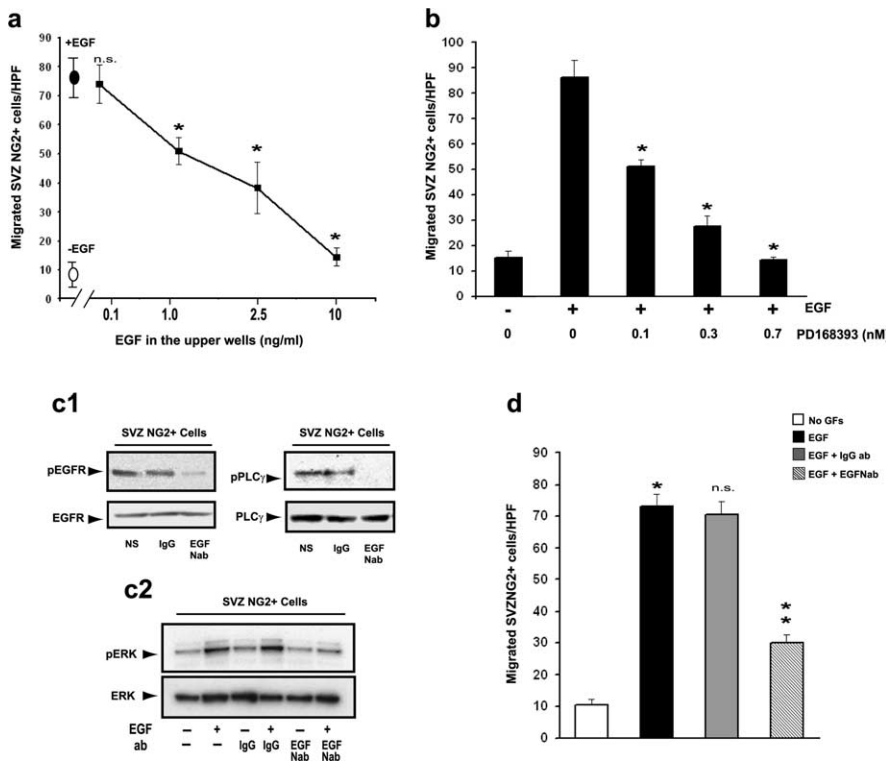 a
Migrated SVZ NG2+ cells/HPF
90
80
70
60
50
40
30
20
10
0
+EGF
n.s.
*
*
*
-EGF
0.1 1.0 2.5 10
EGF in the upper wells (ng/ml)
b
Migrated SVZ NG2+ cells/HPF
100
90
80
70
60
50
40
30
20
10
0
*
*
*
- + + + + EGF
0 0 0.1 0.3 0.7 PD168393 (nM
c1
SVZ NG2+ Cells
pEGFR
EGFR
NS IgG EGF
Nab
SVZ NG2+ Cells
pPLCγ
PLCγ
NS IgG EGF
Nab
c2
SVZ NG2+ Cells
pERK
ERK
EGF – + – + – +
ab – – IgG IgG EGF EGF
Nab Nab
d
No GFs
EGF
EGF + IgG ab
EGF + EGFNab
Migrated SVZNG2+ cells/HPF
90
80
70
60
50
40
30
20
10
0
*
n.s.
*
*